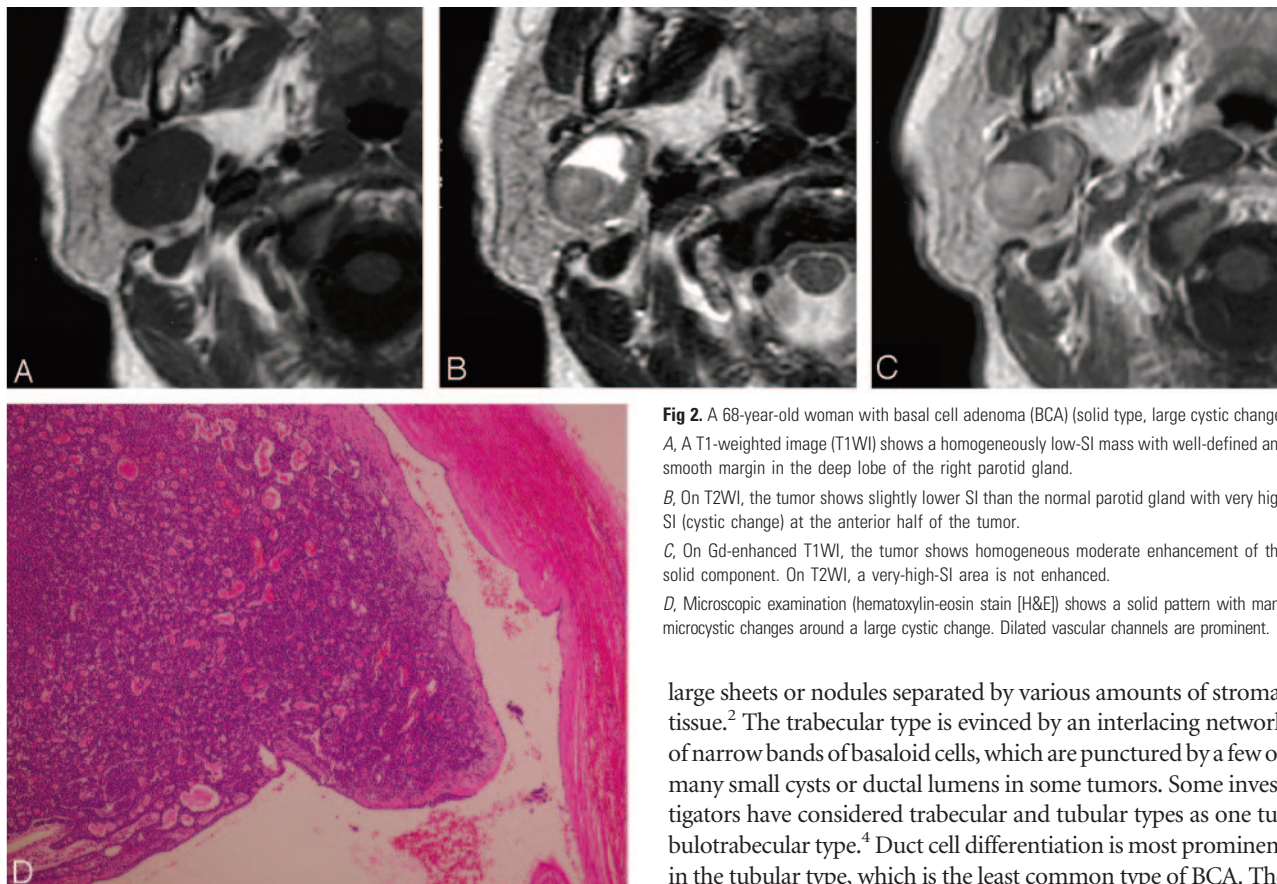 A
B
C
D
Fig 2. A 68-year-old woman with basal cell adenoma (BCA) (solid type, large cystic change
A, A T1-weighted image (T1WI) shows a homogeneously low-SI mass with well-defined an
smooth margin in the deep lobe of the right parotid gland.
B, On T2WI, the tumor shows slightly lower SI than the normal parotid gland with very hig
SI (cystic change) at the anterior half of the tumor.
C, On Gd-enhanced T1WI, the tumor shows homogeneous moderate enhancement of th
solid component. On T2WI, a very-high-SI area is not enhanced.
D, Microscopic examination (hematoxylin-eosin stain [H&E]) shows a solid pattern with man
microcystic changes around a large cystic change. Dilated vascular channels are prominent.
large sheets or nodules separated by various amounts of stroma
tissue.2 The trabecular type is evinced by an interlacing network
of narrow bands of basaloid cells, which are punctured by a few o
many small cysts or ductal lumens in some tumors. Some inves
tigators have considered trabecular and tubular types as one tu
bulotrabecular type.4 Duct cell differentiation is most prominen
in the tubular type, which is the least common type of BCA. Th